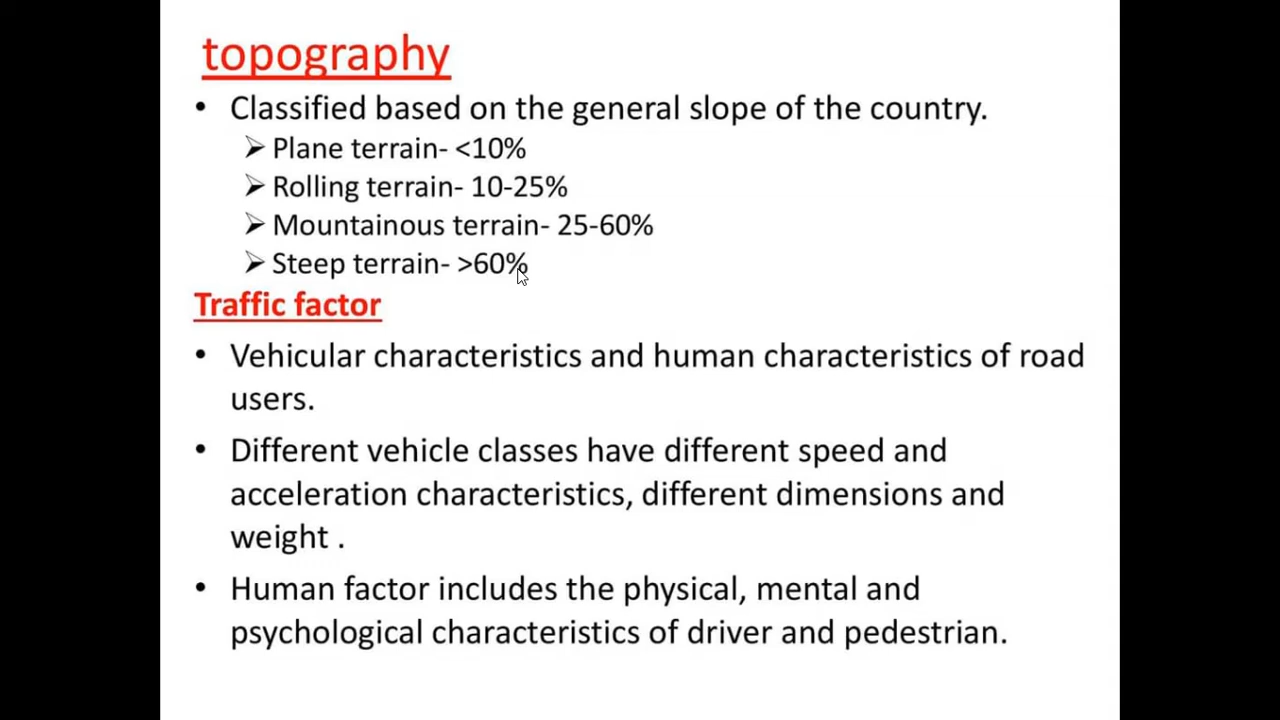 topography
• Classified based on the general slope of the country.
➢ Plane terrain- <10%
➢ Rolling terrain- 10-25%
➢ Mountainous terrain- 25-60%
➢ Steep terrain- >60%
Traffic factor
• Vehicular characteristics and human characteristics of road
users.
• Different vehicle classes have different speed and
acceleration characteristics, different dimensions and
weight .
• Human factor includes the physical, mental and
psychological characteristics of driver and pedestrian.